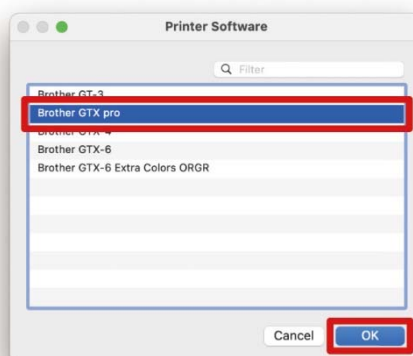 Printer Software
Filter
Brother GT-3
Brother GTX pro
Brother GTX-4
Brother GTX-6
Brother GTX-6 Extra Colors ORGR
Cancel
OK